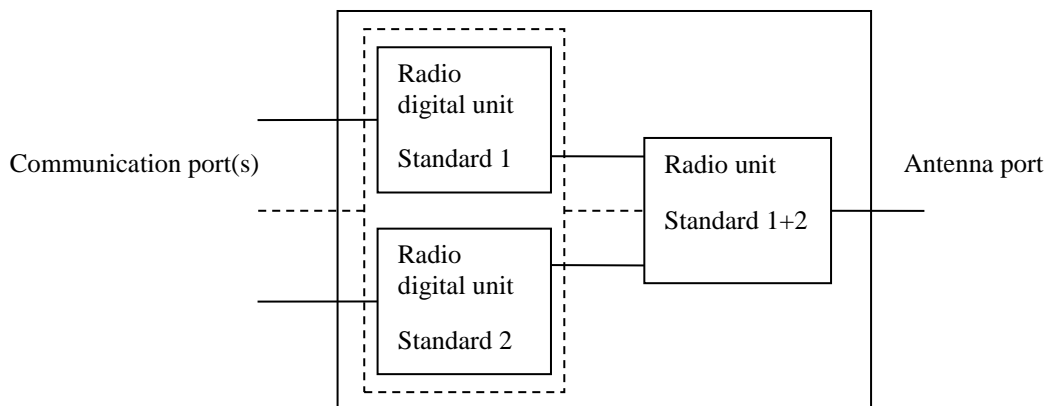 Communication port(s)
Radio
digital unit
Standard 1
Radio
digital unit
Standard 2
Radio unit
Standard 1+2
Antenna port